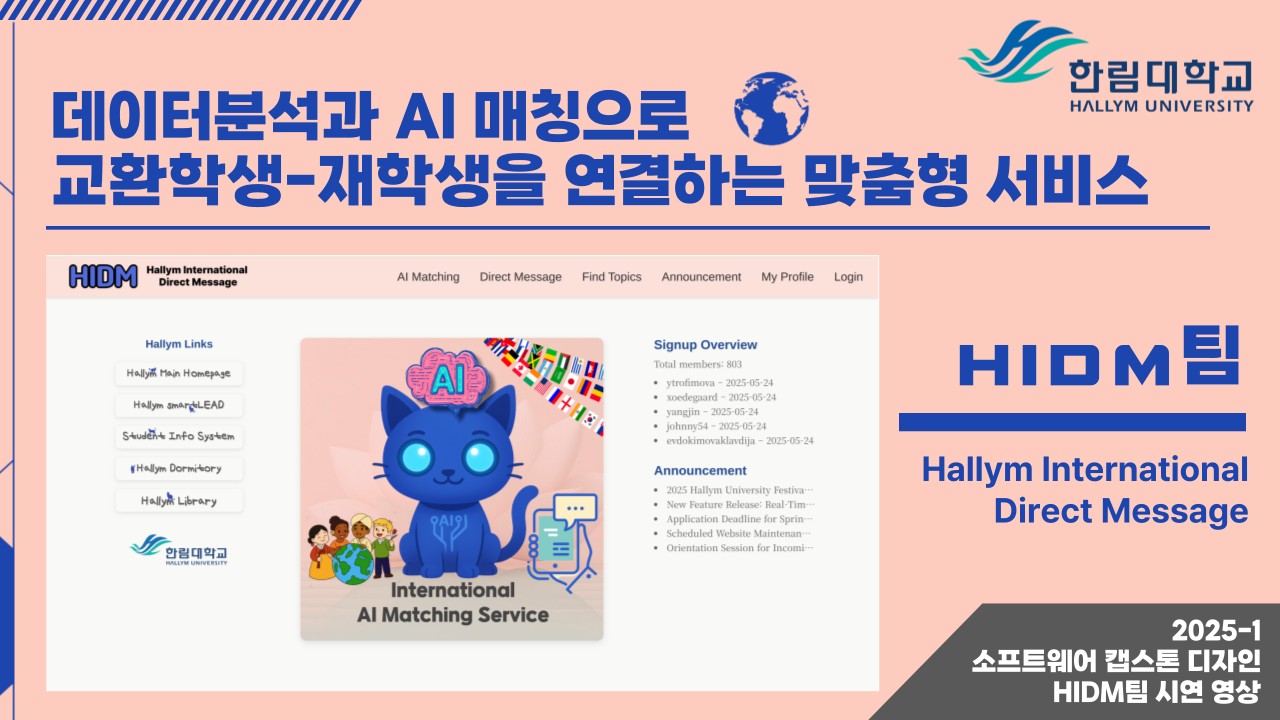 한림대학교
HALLYM UNIVERSITY
데이터분석과 AI 매칭으로
교환학생-재학생을 연결하는 맞춤형 서비스
HIDM
Hallym International
Direct Message
AI Matching
Direct Message
Find Topics
Announcement
My Profile
Login
Hallym Links
Hallym Main Homepage
Hallym smartLEAD
Student Info System
Hallym Dormitory
Hallym Library
한림대학교
HALLYM UNIVERSITY
AI
AI
International
AI Matching Service
Signup Overview
Total members: 803
• ytrofimova - 2025-05-24
• xoedegaard - 2025-05-24
• yangjin - 2025-05-24
• johnny54 - 2025-05-24
• evdokimovaklavdija - 2025-05-24
Announcement
• 2025 Hallym University Festiva…
• New Feature Release: Real-Tim…
• Application Deadline for Sprin…
• Scheduled Website Maintenan…
• Orientation Session for Incomi…
HIDM팀
Hallym International
Direct Message
2025-1
소프트웨어 캡스톤 디자인
HIDM팀 시연 영상